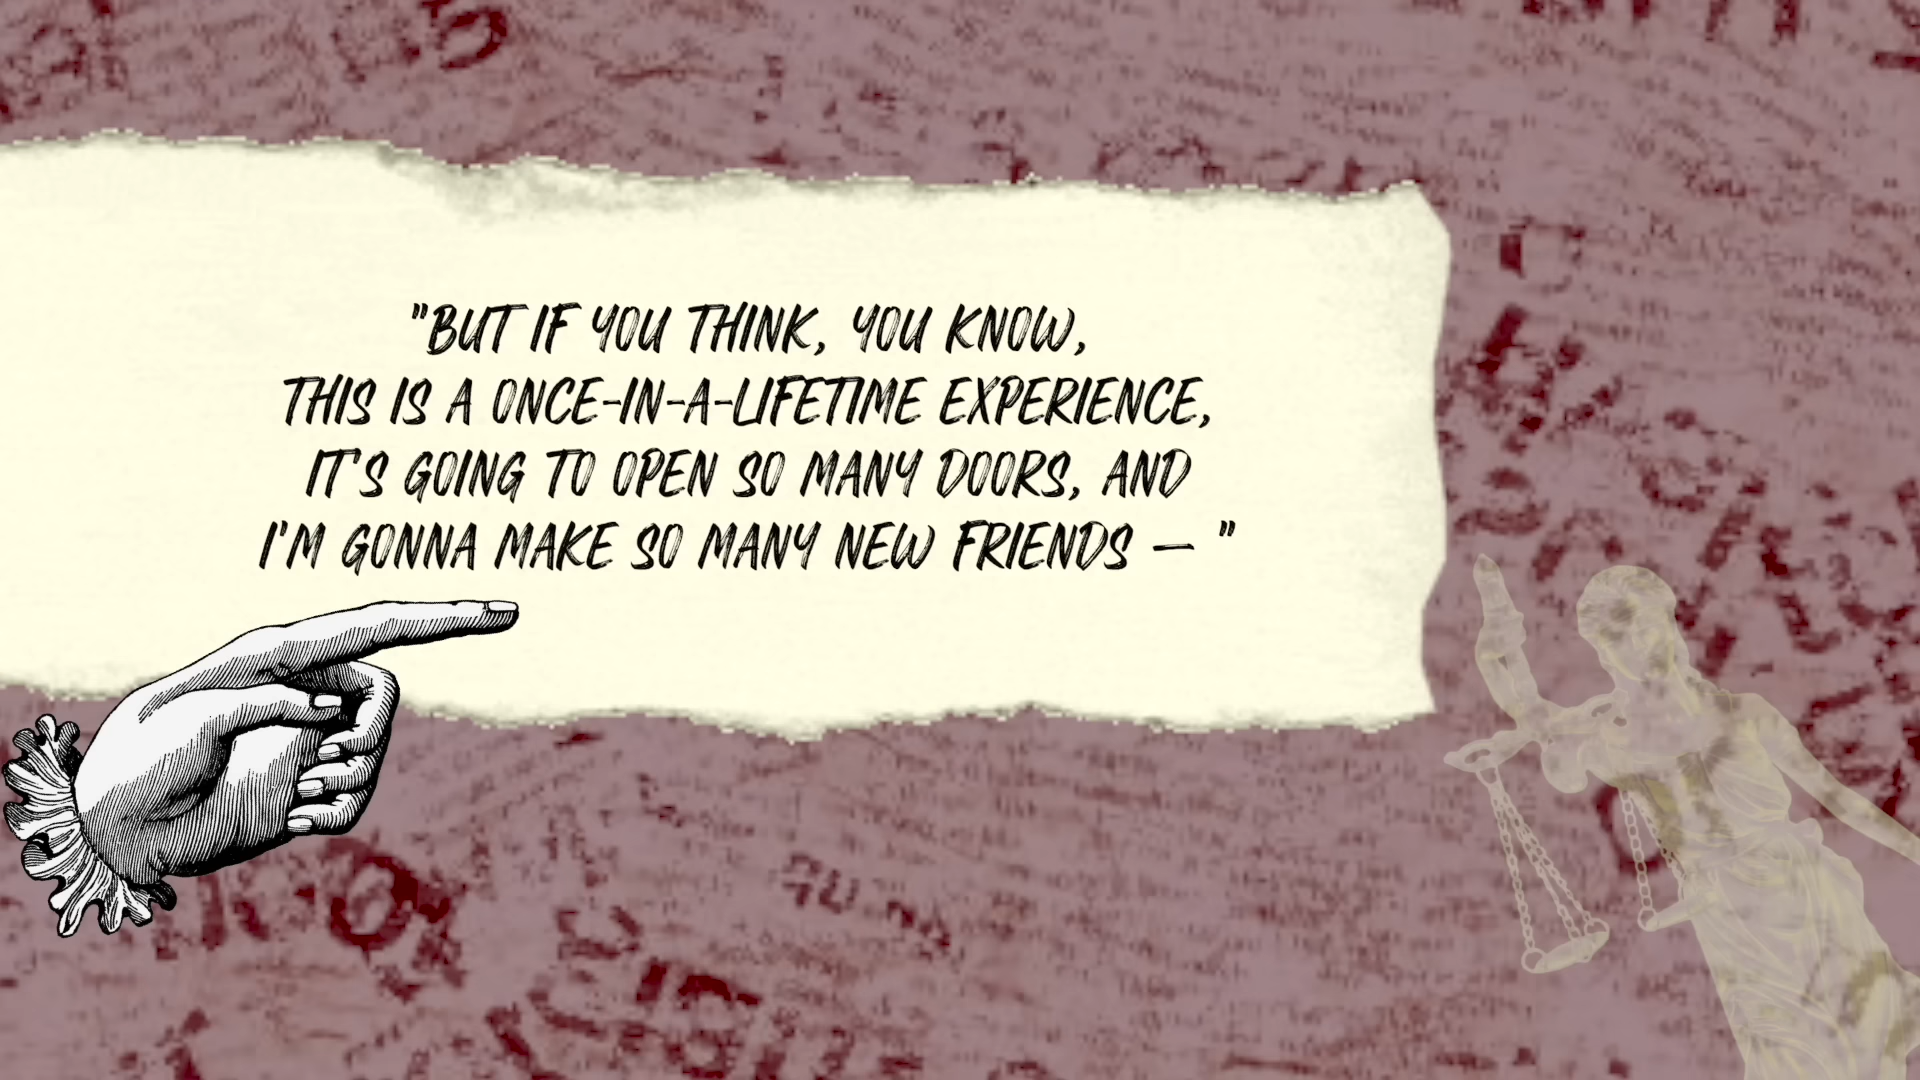 "BUT IF YOU THINK, YOU KNOW,
THIS IS A ONCE-IN-A-LIFETIME EXPERIENCE,
IT'S GOING TO OPEN SO MANY DOORS, AND
I'M GONNA MAKE SO MANY NEW FRIENDS — "